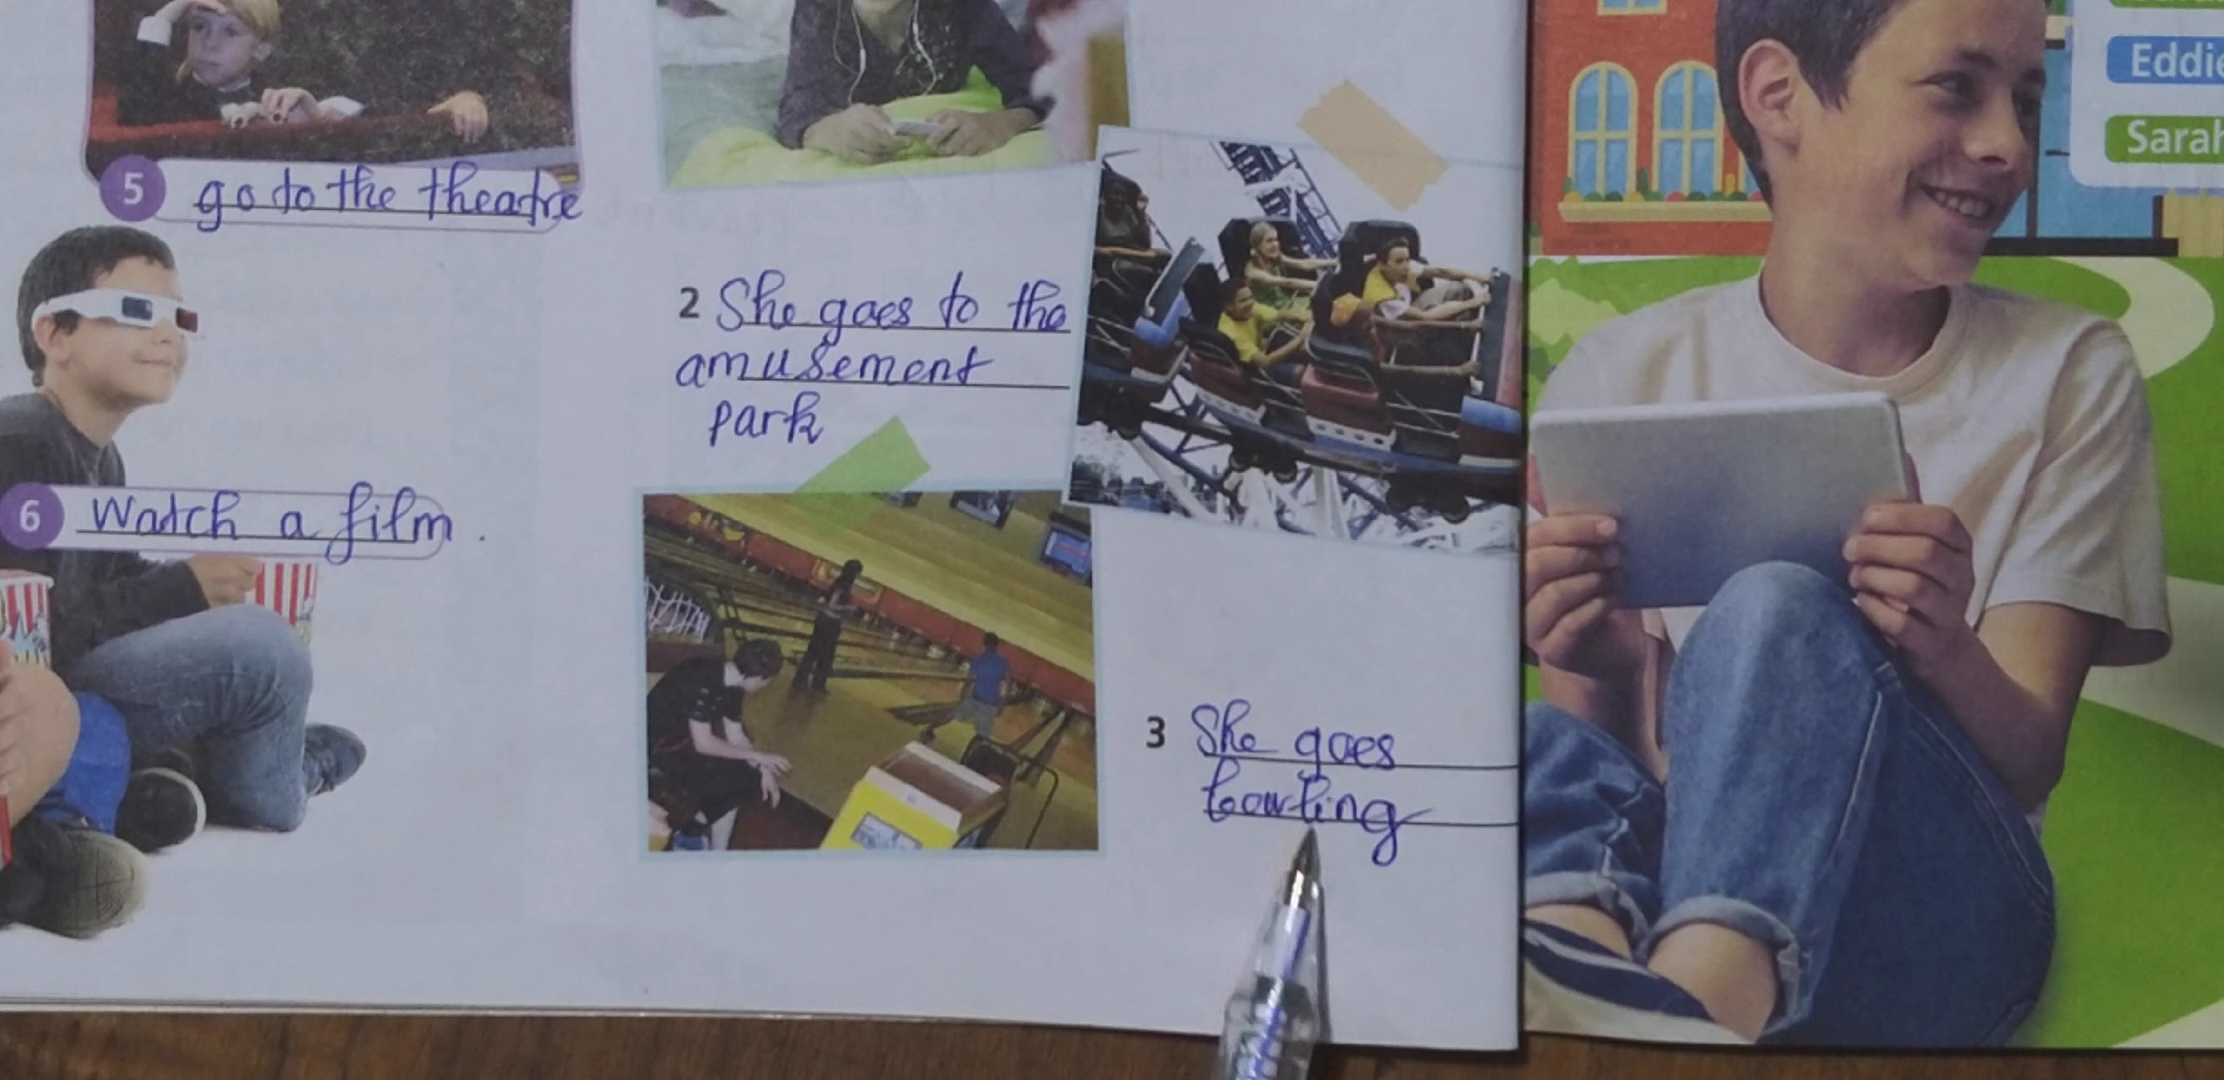 5 go to the theatre
6 Watch a film.
2 She goes to the
amusement
park
3 She goes
bowling
Eddie
Sarah